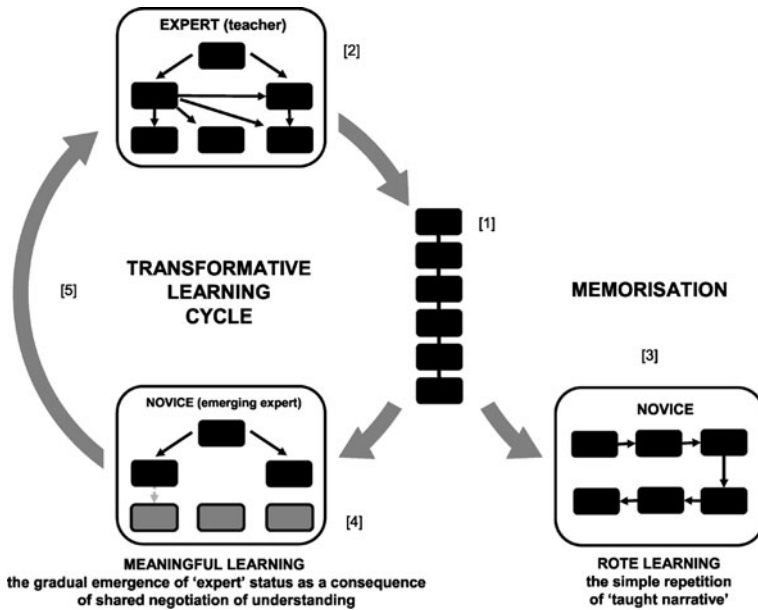 EXPERT (teacher)
[2]
[1]
TRANSFORMATIVE
LEARNING
CYCLE
[5]
MEMORISATION
[3]
NOVICE (emerging expert)
NOVICE
[4]
MEANINGFUL LEARNING
the gradual emergence of ‘expert’ status as a consequence
of shared negotiation of understanding
ROTE LEARNING
the simple repetition
of ‘taught narrative’